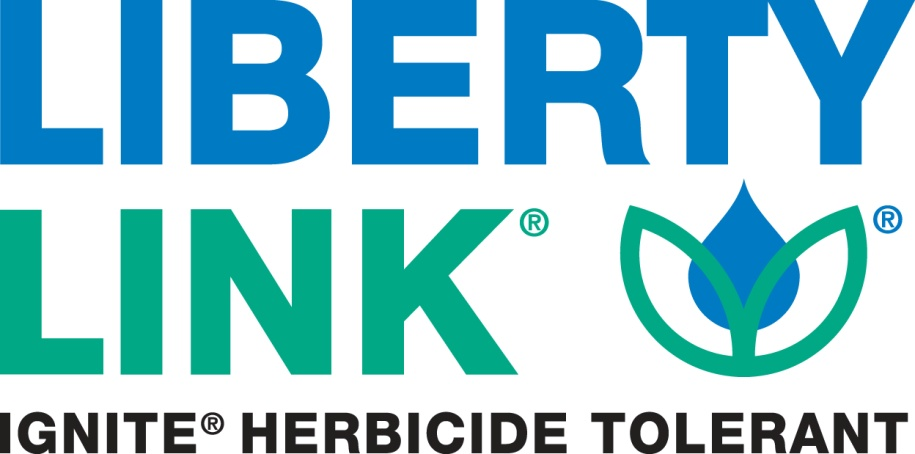 LIBERTY
LINK® ®
IGNITE® HERBICIDE TOLERANT